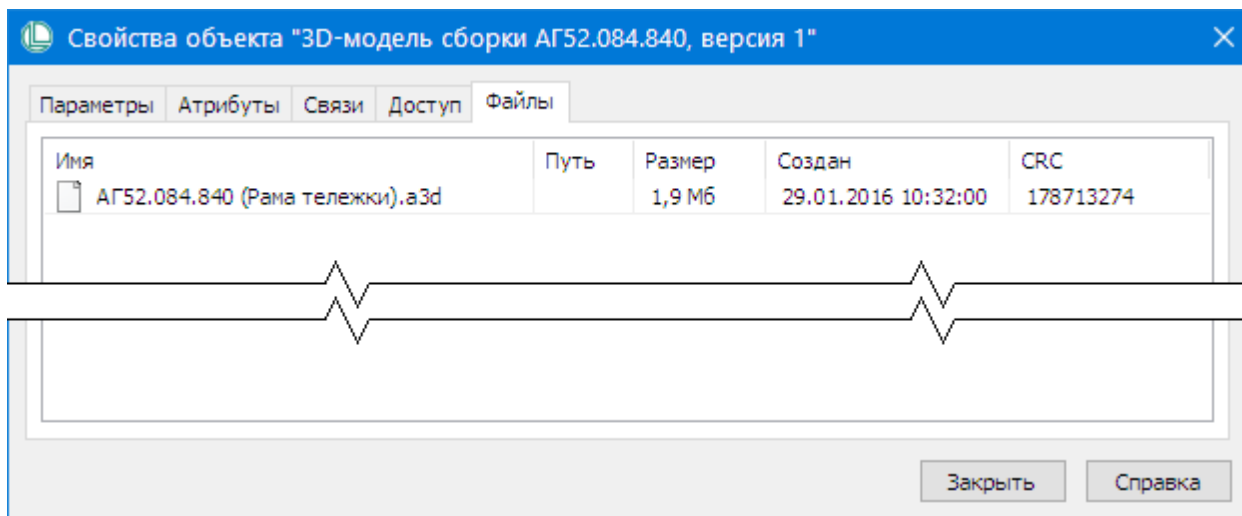 Свойства объекта "3D-модель сборки АГ52.084.840, версия 1"
Параметры Атрибуты Связи Доступ Файлы
Имя Путь Размер Создан CRC
АГ52.084.840 (Рама тележки).a3d 1,9 Мб 29.01.2016 10:32:00 178713274
Закрыть Справка